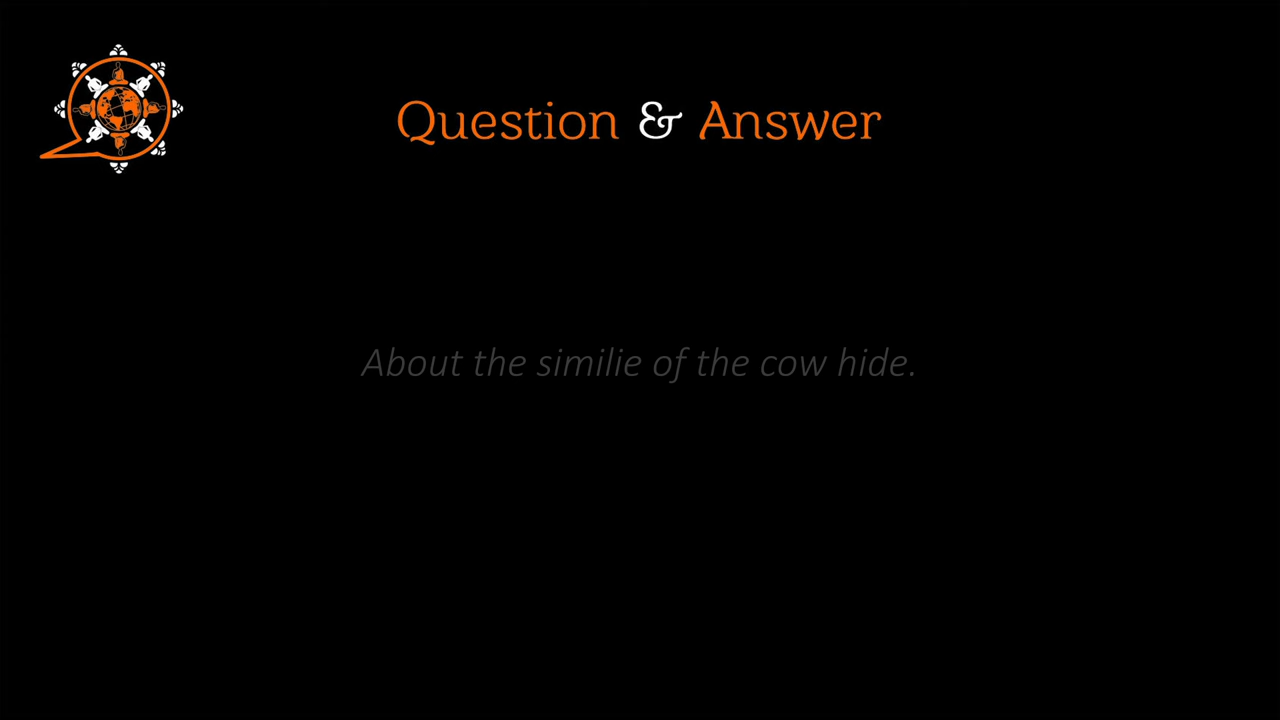 Question & Answer
About the similie of the cow hide.